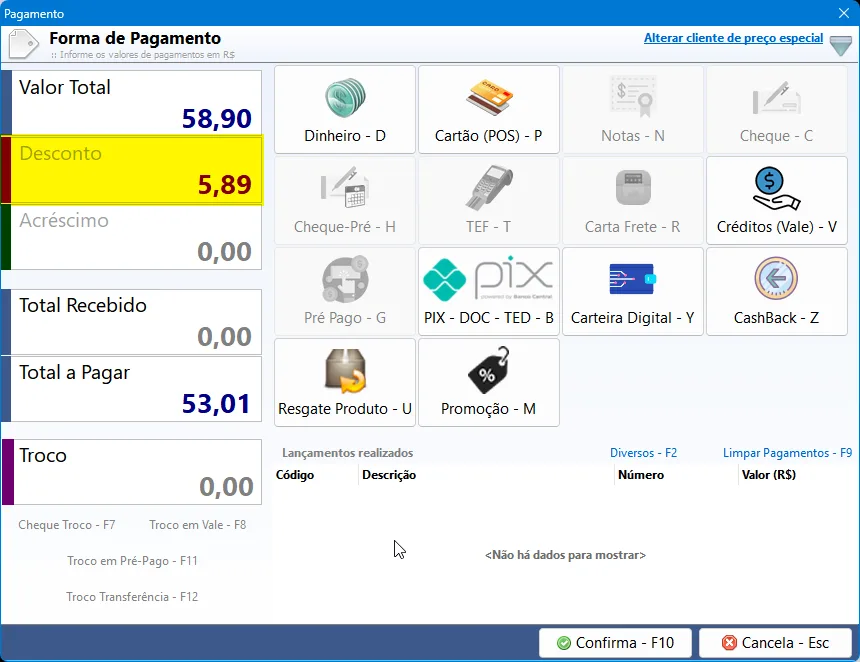 Pagamento
Forma de Pagamento
:: Informe os valores de pagamentos em R$
Alterar cliente de preço especial
Valor Total
58,90
Desconto
5,89
Acréscimo
0,00
Total Recebido
0,00
Total a Pagar
53,01
Troco
0,00
Cheque Troco - F7
Troco em Vale - F8
Troco em Pré-Pago - F11
Troco Transferência - F12
Dinheiro - D
Cartão (POS) - P
Notas - N
Cheque - C
Cheque-Pré - H
TEF - T
Carta Frete - R
Créditos (Vale) - V
Pré Pago - G
pix
powered by Banco Central
PIX - DOC - TED - B
Carteira Digital - Y
CashBack - Z
Resgate Produto - U
%
Promoção - M
Lançamentos realizados
Diversos - F2
Limpar Pagamentos - F9
Código
Descrição
Número
Valor (R$)
<Não há dados para mostrar>
Confirma - F10
Cancela - Esc